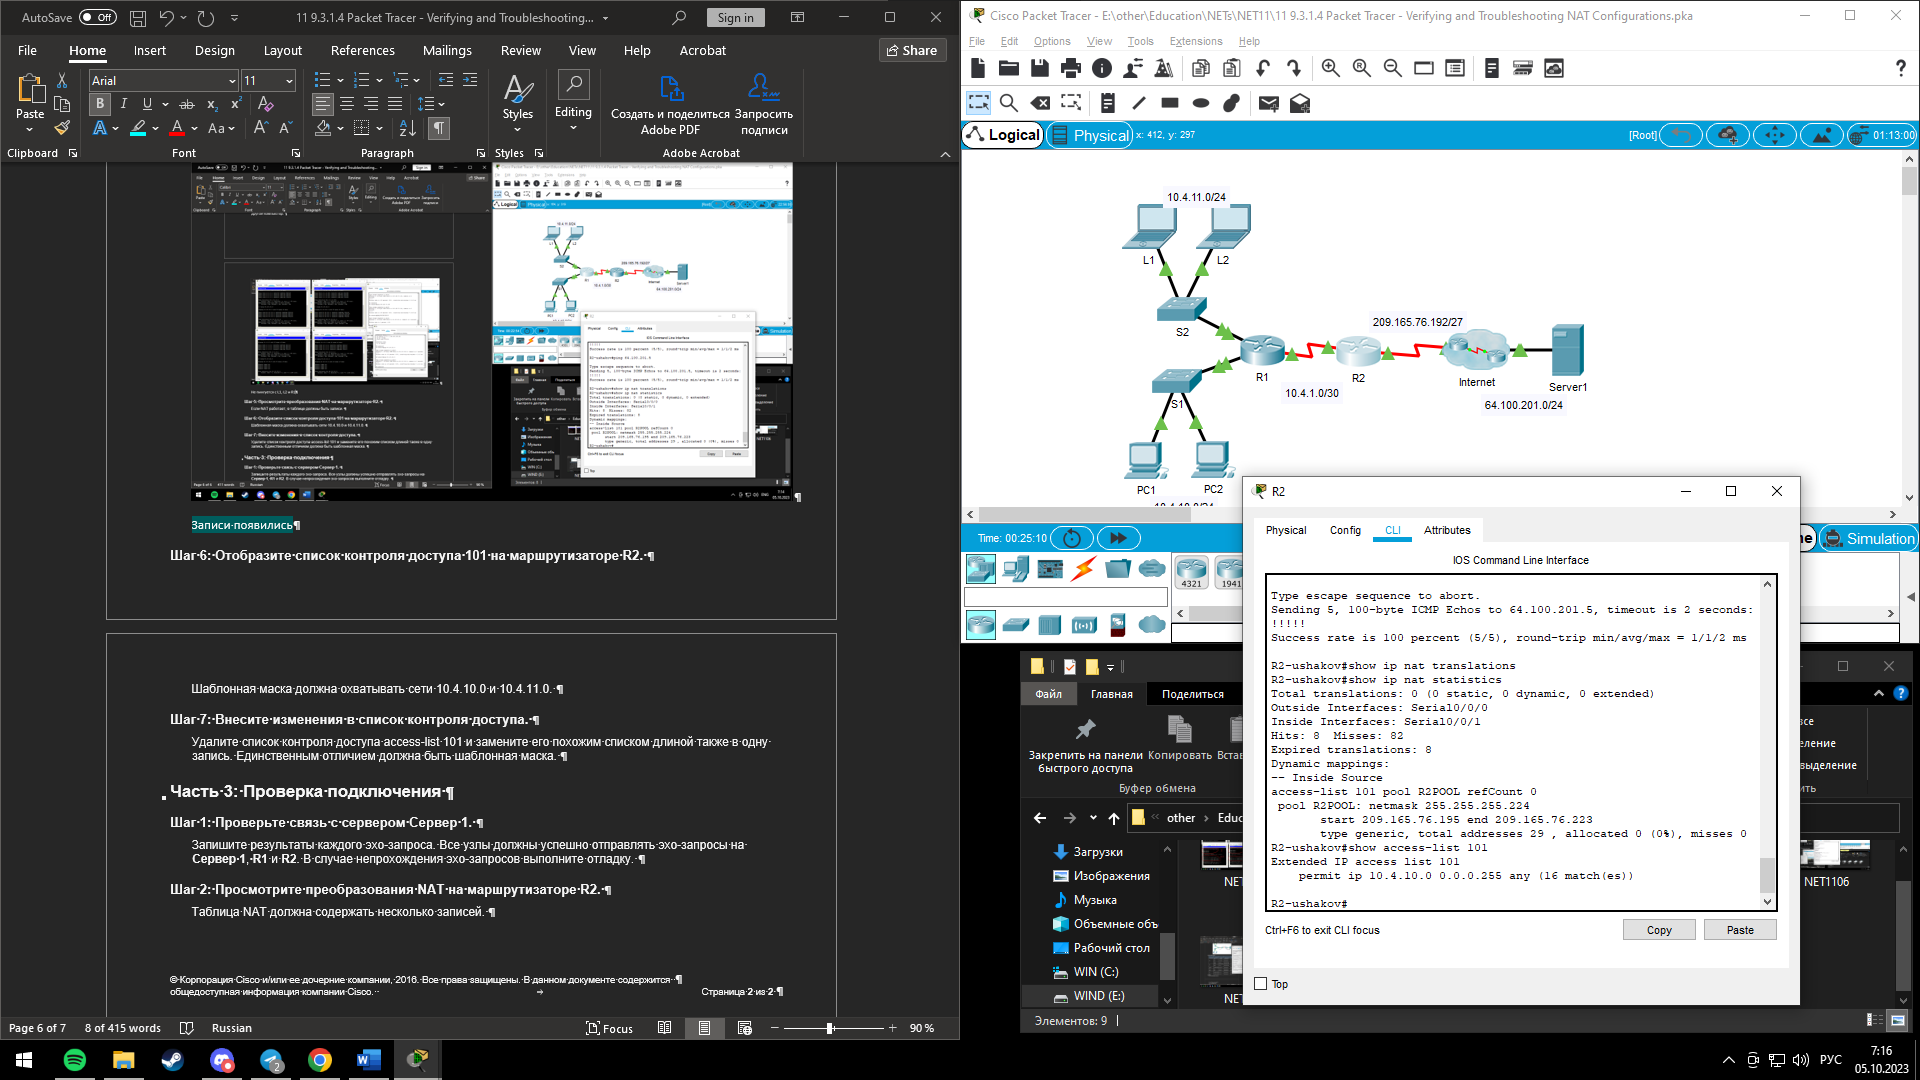 AutoSave Off
11 9.3.1.4 Packet Tracer - Verifying and Troubleshooting...
Sign in
File Home Insert Design Layout References Mailings Review View Help Acrobat
Share
Paste
Clipboard
Arial
11
Font
Paragraph
Styles
Styles
Editing
Создать и поделиться Adobe PDF
Запросить подписи
Adobe Acrobat
Записи·появились¶
Шаг·6:·Отобразите·список·контроля·доступа·101·на·маршрутизаторе·R2.·¶
Шаблонная·маска·должна·охватывать·сети·10.4.10.0·и·10.4.11.0.·¶
Шаг·7:·Внесите·изменения·в·список·контроля·доступа.·¶
Удалите·список·контроля·доступа·access-list·101·и·замените·его·похожим·списком·длиной·также·в·одну·
запись.·Единственным·отличием·должна·быть·шаблонная·маска.·¶
Часть·3:·Проверка·подключения·¶
Шаг·1:·Проверьте·связь·с·сервером·Сервер·1.·¶
Запишите·результаты·каждого·эхо-запроса.·Все·узлы·должны·успешно·отправлять·эхо-запросы·на·
Сервер·1,·R1·и·R2.·В·случае·непрохождения·эхо-запросов·выполните·отладку.·¶
Шаг·2:·Просмотрите·преобразования·NAT·на·маршрутизаторе·R2.·¶
Таблица·NAT·должна·содержать·несколько·записей.·¶
©·Корпорация·Cisco·и/или·ее·дочерние·компании,·2016.·Все·права·защищены.·В·данном·документе·содержится··¶
общедоступная·информация·компании·Cisco.·· → Страница·2·из·2·¶
Page 6 of 7 8 of 415 words Russian Focus 90 %
Cisco Packet Tracer - E:\other\Education\NETs\NET11\11 9.3.1.4 Packet Tracer - Verifying and Troubleshooting NAT Configurations.pka
File Edit Options View Tools Extensions Help
Logical Physical x: 412, y: 297
[Root] 01:13:00
10.4.11.0/24
L1
L2
S2
209.165.76.192/27
R1
R2
Internet
Server1
10.4.1.0/30
64.100.201.0/24
S1
PC1
PC2
10.4.10.0/24
Time: 00:25:10
Simulation
4321 1941
R2
Physical Config CLI Attributes
IOS Command Line Interface
Type escape sequence to abort.
Sending 5, 100-byte ICMP Echos to 64.100.201.5, timeout is 2 seconds:
!!!!!
Success rate is 100 percent (5/5), round-trip min/avg/max = 1/1/2 ms
R2-ushakov#show ip nat translations
R2-ushakov#show ip nat statistics
Total translations: 0 (0 static, 0 dynamic, 0 extended)
Outside Interfaces: Serial0/0/0
Inside Interfaces: Serial0/0/1
Hits: 8 Misses: 82
Expired translations: 8
Dynamic mappings:
-- Inside Source
access-list 101 pool R2POOL refCount 0
pool R2POOL: netmask 255.255.255.224
start 209.165.76.195 end 209.165.76.223
type generic, total addresses 29 , allocated 0 (0%), misses 0
R2-ushakov#show access-list 101
Extended IP access list 101
permit ip 10.4.10.0 0.0.0.255 any (16 match(es))
R2-ushakov#
Ctrl+F6 to exit CLI focus
Copy
Paste
Top
Файл Главная Поделиться
Закрепить на панели быстрого доступа
Копировать
Встав
Буфер обмена
все
еление
выделение
ить
other › Educ
Загрузки
Изображения
Музыка
Объемные объ
Рабочий стол
WIN (C:)
WIND (E:)
NET
NET
NET1106
Элементов: 9
2
РУС
7:16
05.10.2023